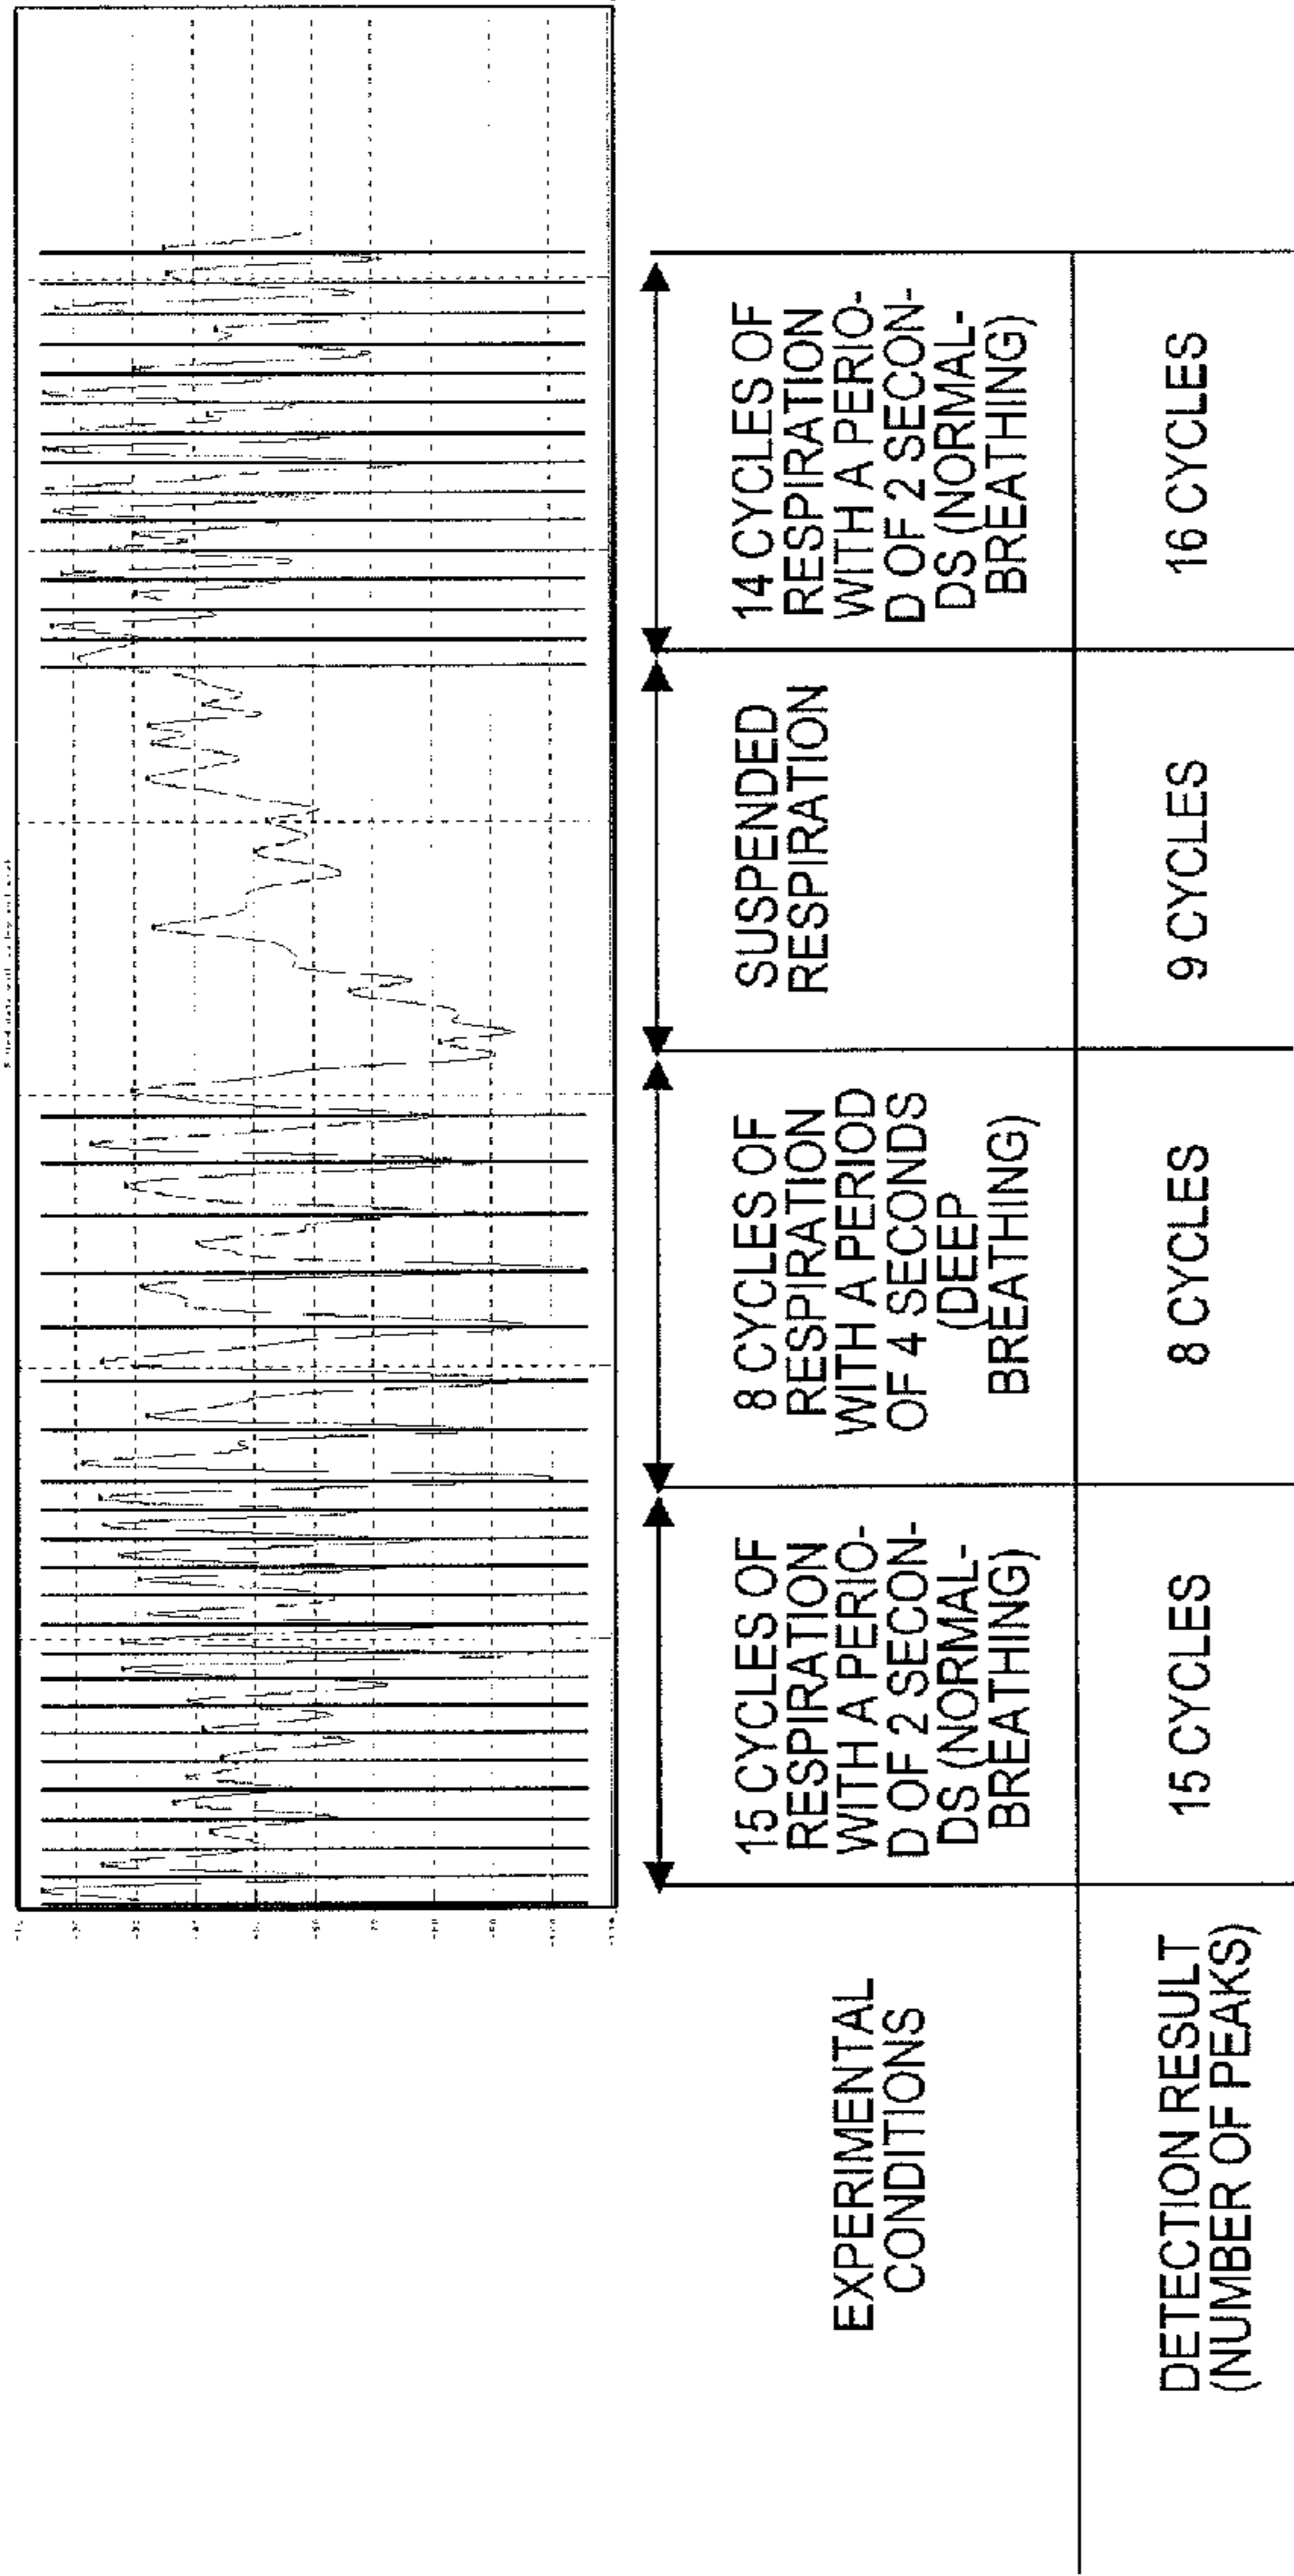 EXPERIMENTAL
CONDITIONS
15 CYCLES OF
RESPIRATION
WITH A PERIO-
D OF 2 SECON-
DS (NORMAL-
BREATHING)
8 CYCLES OF
RESPIRATION
WITH A PERIOD
OF 4 SECONDS
(DEEP
BREATHING)
SUSPENDED
RESPIRATION
14 CYCLES OF
RESPIRATION
WITH A PERIO-
D OF 2 SECON-
DS (NORMAL-
BREATHING)
DETECTION RESULT
(NUMBER OF PEAKS)
15 CYCLES
8 CYCLES
9 CYCLES
16 CYCLES